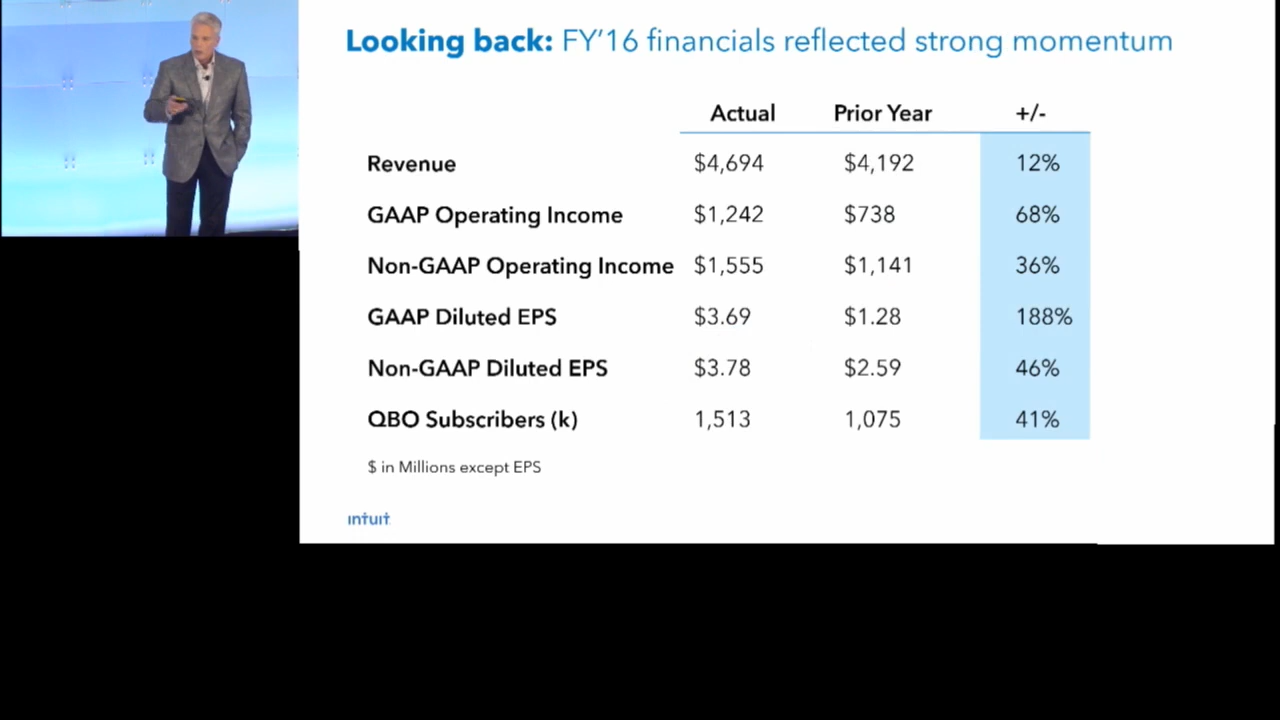 Looking back: FY'16 financials reflected strong momentum
Actual Prior Year +/-
Revenue $4,694 $4,192 12%
GAAP Operating Income $1,242 $738 68%
Non-GAAP Operating Income $1,555 $1,141 36%
GAAP Diluted EPS $3.69 $1.28 188%
Non-GAAP Diluted EPS $3.78 $2.59 46%
QBO Subscribers (k) 1,513 1,075 41%
$ in Millions except EPS
intuit